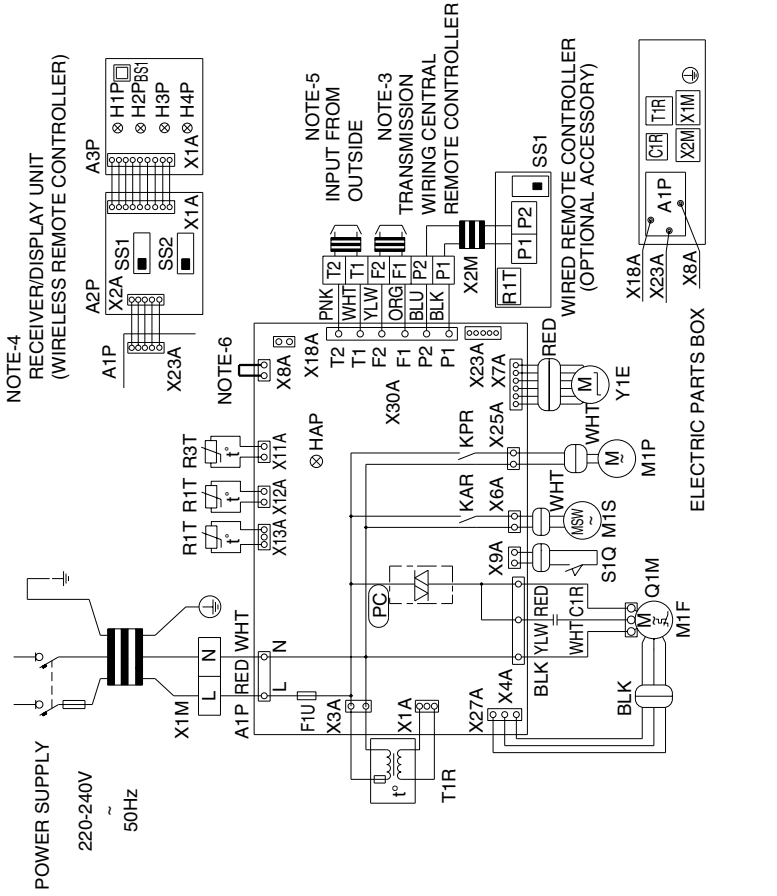 NOTE-4
RECEIVER/DISPLAY UNIT
(WIRELESS REMOTE CONTROLLER)
A1P
X23A
A2P
X2A
SS1
SS2
X1A
A3P
X1A
BS1
H1P
H2P
H3P
H4P
NOTE-5
INPUT FROM
OUTSIDE
NOTE-3
TRANSMISSION
WIRING CENTRAL
REMOTE CONTROLLER
T2
T1
F2
F1
P2
P1
X2M
PNK
WHT
YLW
ORG
BLU
BLK
T2
T1
F2
F1
P2
P1
X30A
R1T
P1
P2
SS1
WIRED REMOTE CONTROLLER
(OPTIONAL ACCESSORY)
X18A
X23A
X8A
A1P
C1R
T1R
X2M
X1M
ELECTRIC PARTS BOX
POWER SUPPLY
220-240V
~
50Hz
X1M
L
N
A1P
RED
WHT
L
N
F1U
X3A
X1A
T1R
t°
R1T
t°
X13A
R1T
t°
X12A
R3T
t°
X11A
HAP
NOTE-6
X8A
X18A
X23A
X7A
RED
M
Y1E
KPR
X25A
WHT
M
~
M1P
KAR
X6A
WHT
MSW
~
M1S
X9A
S1Q
PC
X27A
X4A
BLK
YLW
RED
WHT
C1R
Q1M
M
~
M1F
BLK